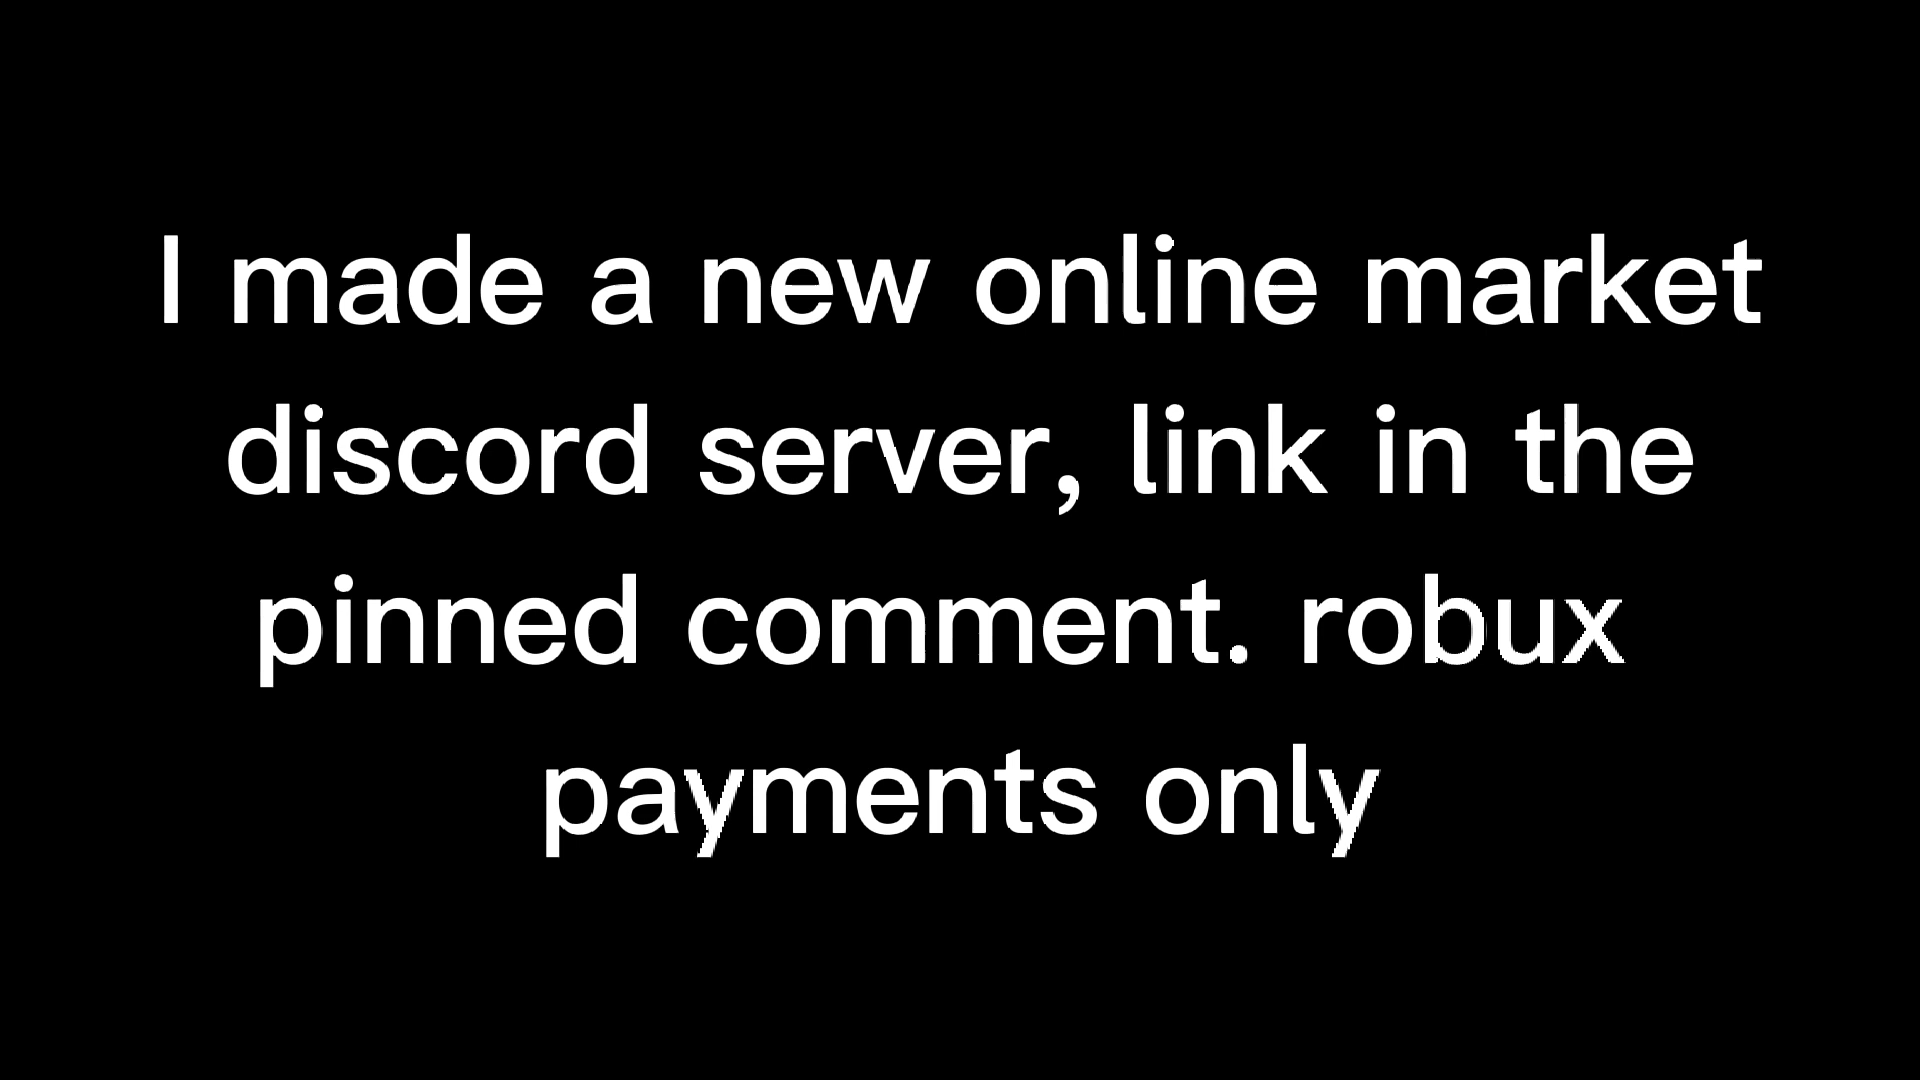 I made a new online market
discord server, link in the
pinned comment. robux
payments only